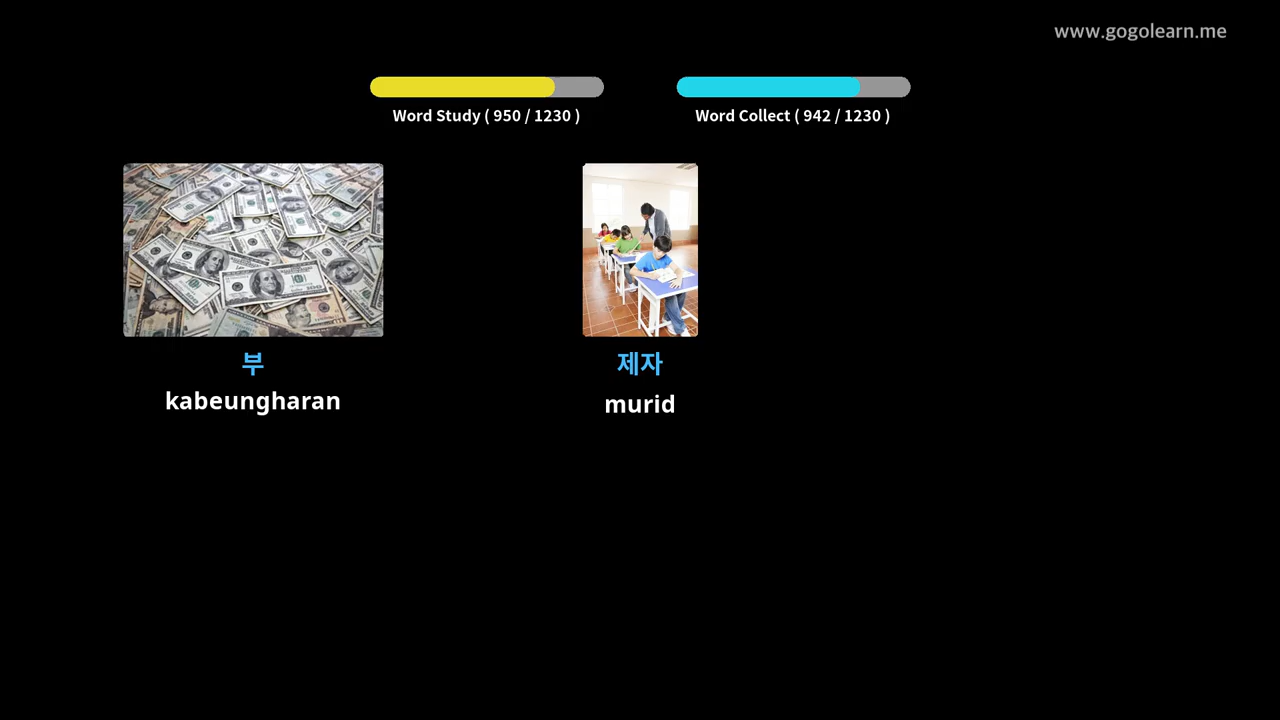 www.gogolearn.me
Word Study ( 950 / 1230 )
Word Collect ( 942 / 1230 )
부
kabeungharan
제자
murid